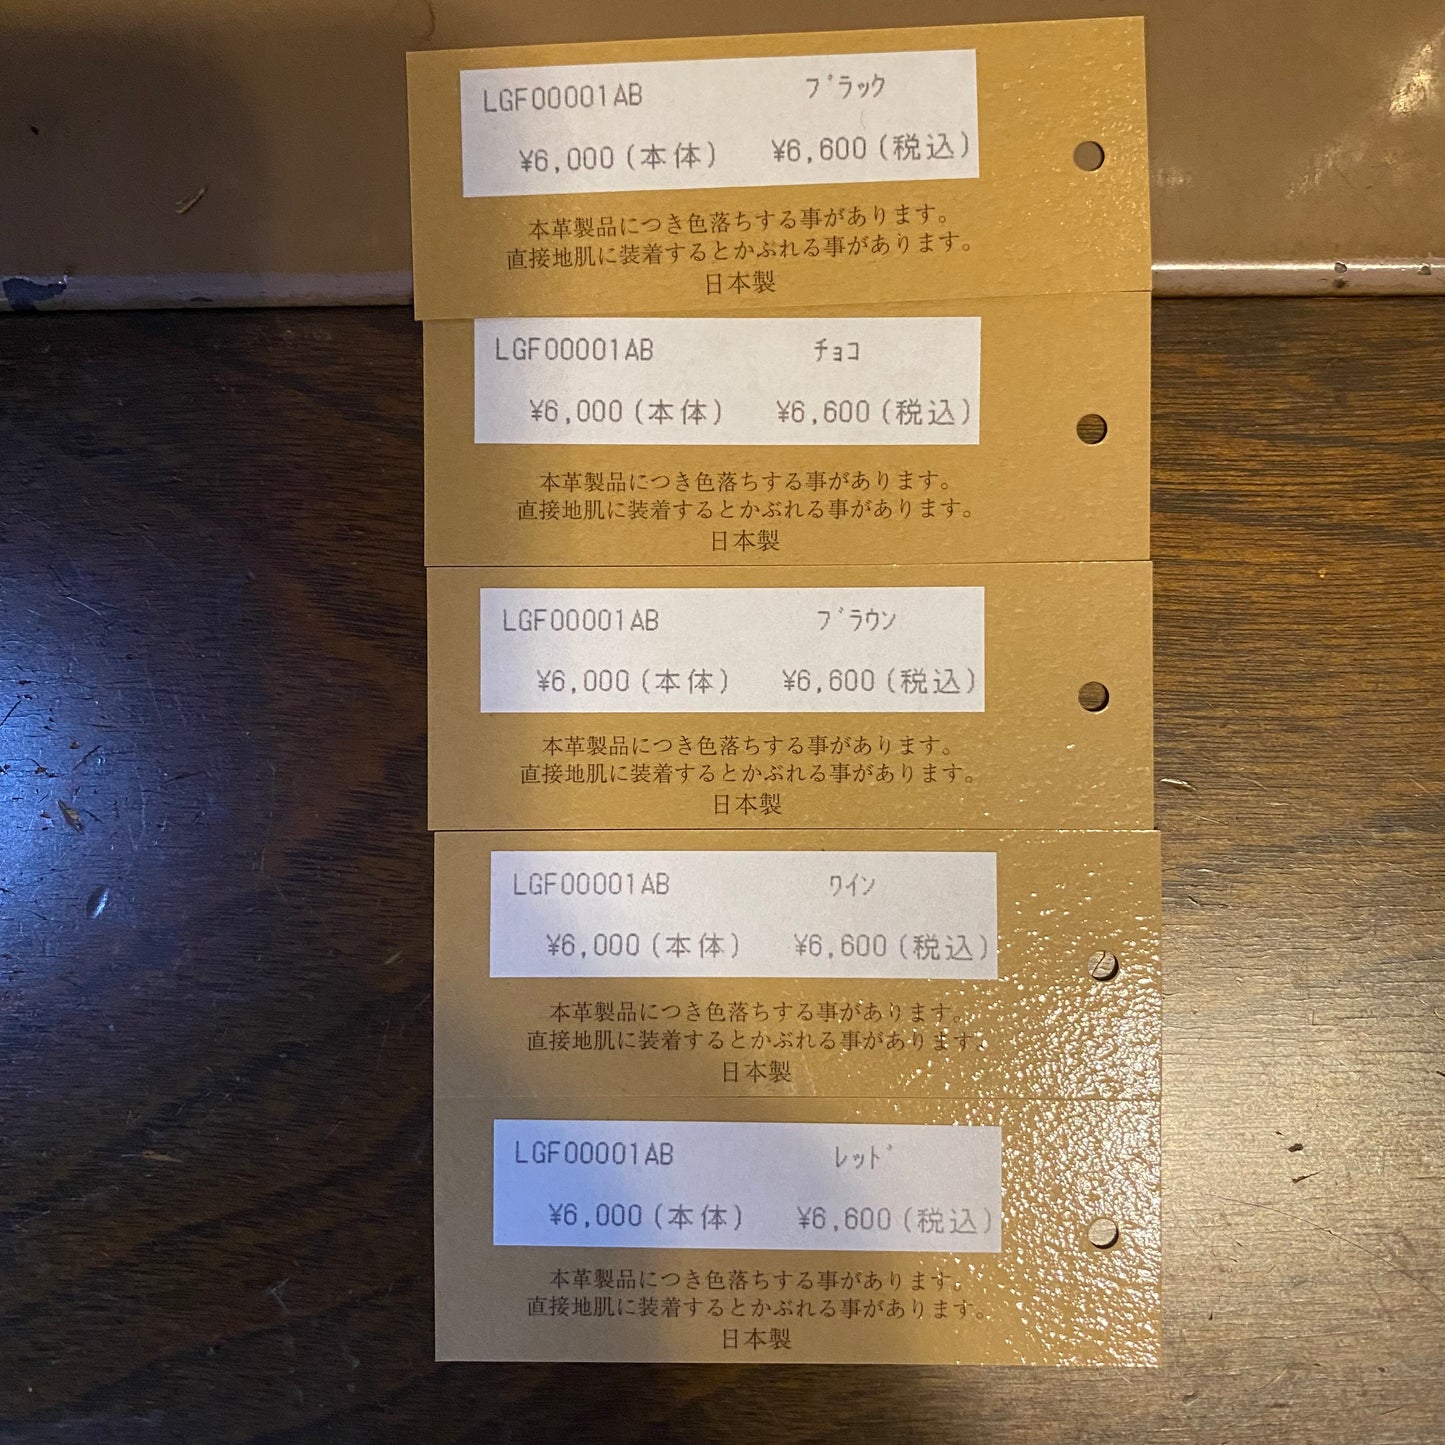 LGF00001AB ﾌﾞﾗｯｸ
¥6,000(本体) ¥6,600(税込)
本革製品につき色落ちする事があります。
直接地肌に装着するとかぶれる事があります。
日本製
LGF00001AB ﾁｮｺ
¥6,000(本体) ¥6,600(税込)
本革製品につき色落ちする事があります。
直接地肌に装着するとかぶれる事があります。
日本製
LGF00001AB ﾌﾞﾗｳﾝ
¥6,000(本体) ¥6,600(税込)
本革製品につき色落ちする事があります。
直接地肌に装着するとかぶれる事があります。
日本製
LGF00001AB ﾜｲﾝ
¥6,000(本体) ¥6,600(税込)
本革製品につき色落ちする事があります。
直接地肌に装着するとかぶれる事があります。
日本製
LGF00001AB ﾚｯﾄﾞ
¥6,000(本体) ¥6,600(税込)
本革製品につき色落ちする事があります。
直接地肌に装着するとかぶれる事があります。
日本製